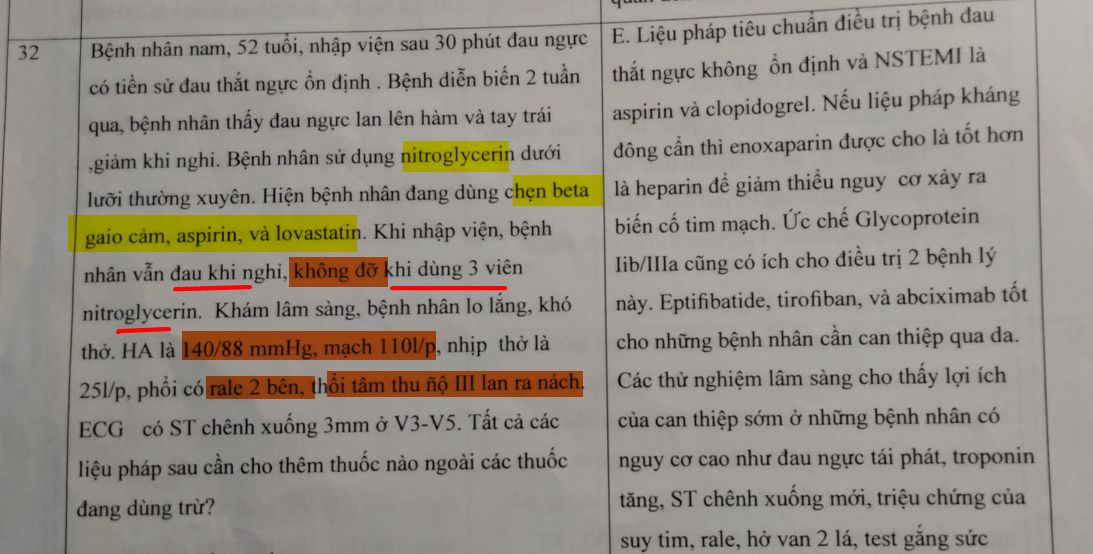 32
Bệnh nhân nam, 52 tuổi, nhập viện sau 30 phút đau ngực
có tiền sử đau thắt ngực ổn định . Bệnh diễn biến 2 tuần
qua, bệnh nhân thấy đau ngực lan lên hàm và tay trái
,giảm khi nghi. Bệnh nhân sử dụng nitroglycerin dưới
lưỡi thường xuyên. Hiện bệnh nhân đang dùng chẹn beta
gaio cảm, aspirin, và lovastatin. Khi nhập viện, bệnh
nhân vẫn đau khi nghi, không đỡ khi dùng 3 viên
nitroglycerin. Khám lâm sàng, bệnh nhân lo lắng, khó
thở. HA là 140/88 mmHg, mạch 110l/p, nhịp thở là
25l/p, phổi có rale 2 bên, thổi tâm thu ñộ III lan ra nách.
ECG có ST chênh xuống 3mm ở V3-V5. Tất cả các
liệu pháp sau cần cho thêm thuốc nào ngoài các thuốc
đang dùng trừ?
E. Liệu pháp tiêu chuẩn điều trị bệnh đau
thắt ngực không ổn định và NSTEMI là
aspirin và clopidogrel. Nếu liệu pháp kháng
đông cần thì enoxaparin được cho là tốt hơn
là heparin để giảm thiểu nguy cơ xảy ra
biến cố tim mạch. Ức chế Glycoprotein
Iib/IIIa cũng có ích cho điều trị 2 bệnh lý
này. Eptifibatide, tirofiban, và abciximab tốt
cho những bệnh nhân cần can thiệp qua da.
Các thử nghiệm lâm sàng cho thấy lợi ích
của can thiệp sớm ở những bệnh nhân có
nguy cơ cao như đau ngực tái phát, troponin
tăng, ST chênh xuống mới, triệu chứng của
suy tim, rale, hở van 2 lá, test gắng sức